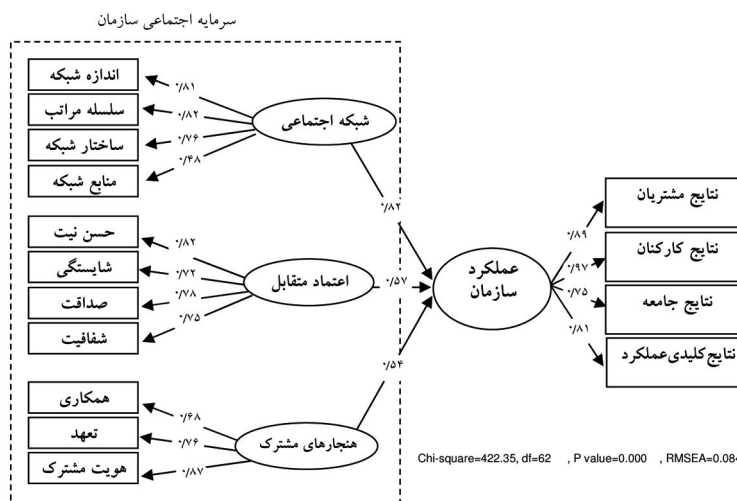 سرمایه اجتماعی سازمان
اندازه شبکه
سلسله مراتب
ساختار شبکه
منابع شبکه
۰/۸۱
۰/۸۲
۰/۷۶
۰/۴۸
شبکه اجتماعی
حسن نیت
شایستگی
صداقت
شفافیت
۰/۸۲
۰/۷۲
۰/۷۸
۰/۷۵
اعتماد متقابل
همکاری
تعهد
هویت مشترک
۰/۶۸
۰/۷۶
۰/۸۷
هنجارهای مشترک
۰/۸۲
۰/۵۷
۰/۵۴
عملکرد
سازمان
۰/۸۹
۰/۹۷
۰/۷۵
۰/۸۱
نتایج مشتریان
نتایج کارکنان
نتایج جامعه
نتایج کلیدی عملکرد
Chi-square=422.35, df=62 , P value=0.000 , RMSEA=0.084